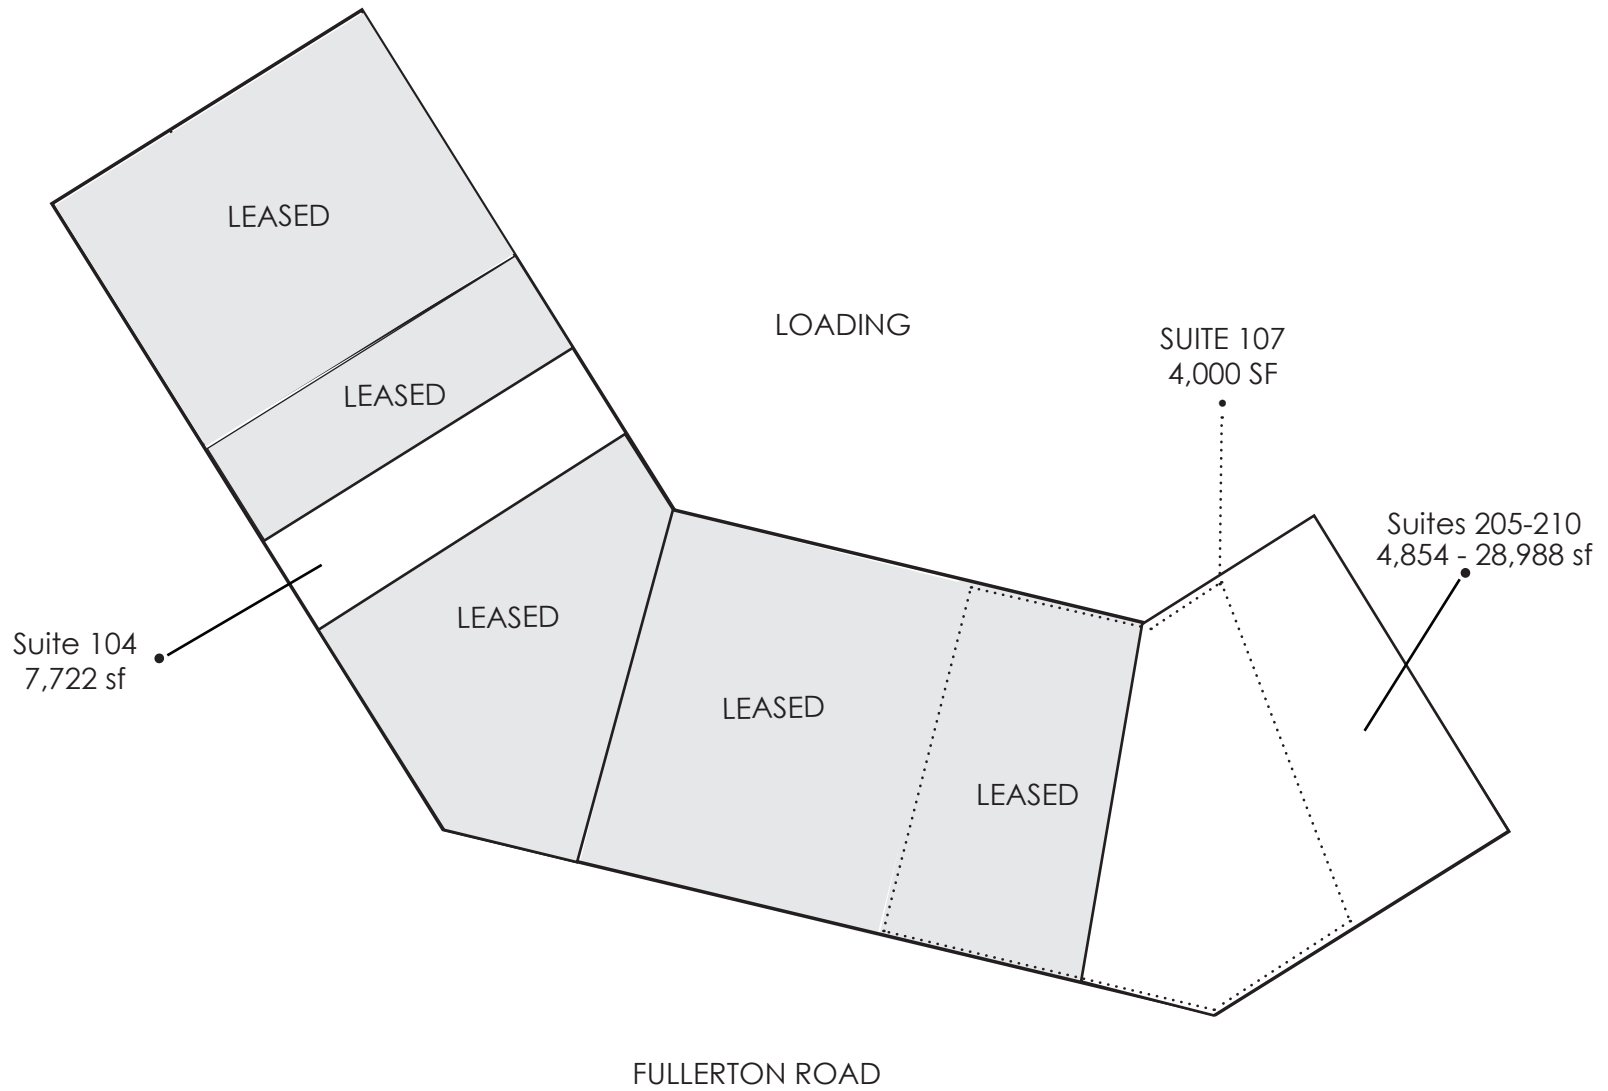 LEASED
LOADING
SUITE 107
4,000 SF
LEASED
Suites 205-210
4,854 - 28,988 sf
LEASED
Suite 104
7,722 sf
LEASED
LEASED
FULLERTON ROAD